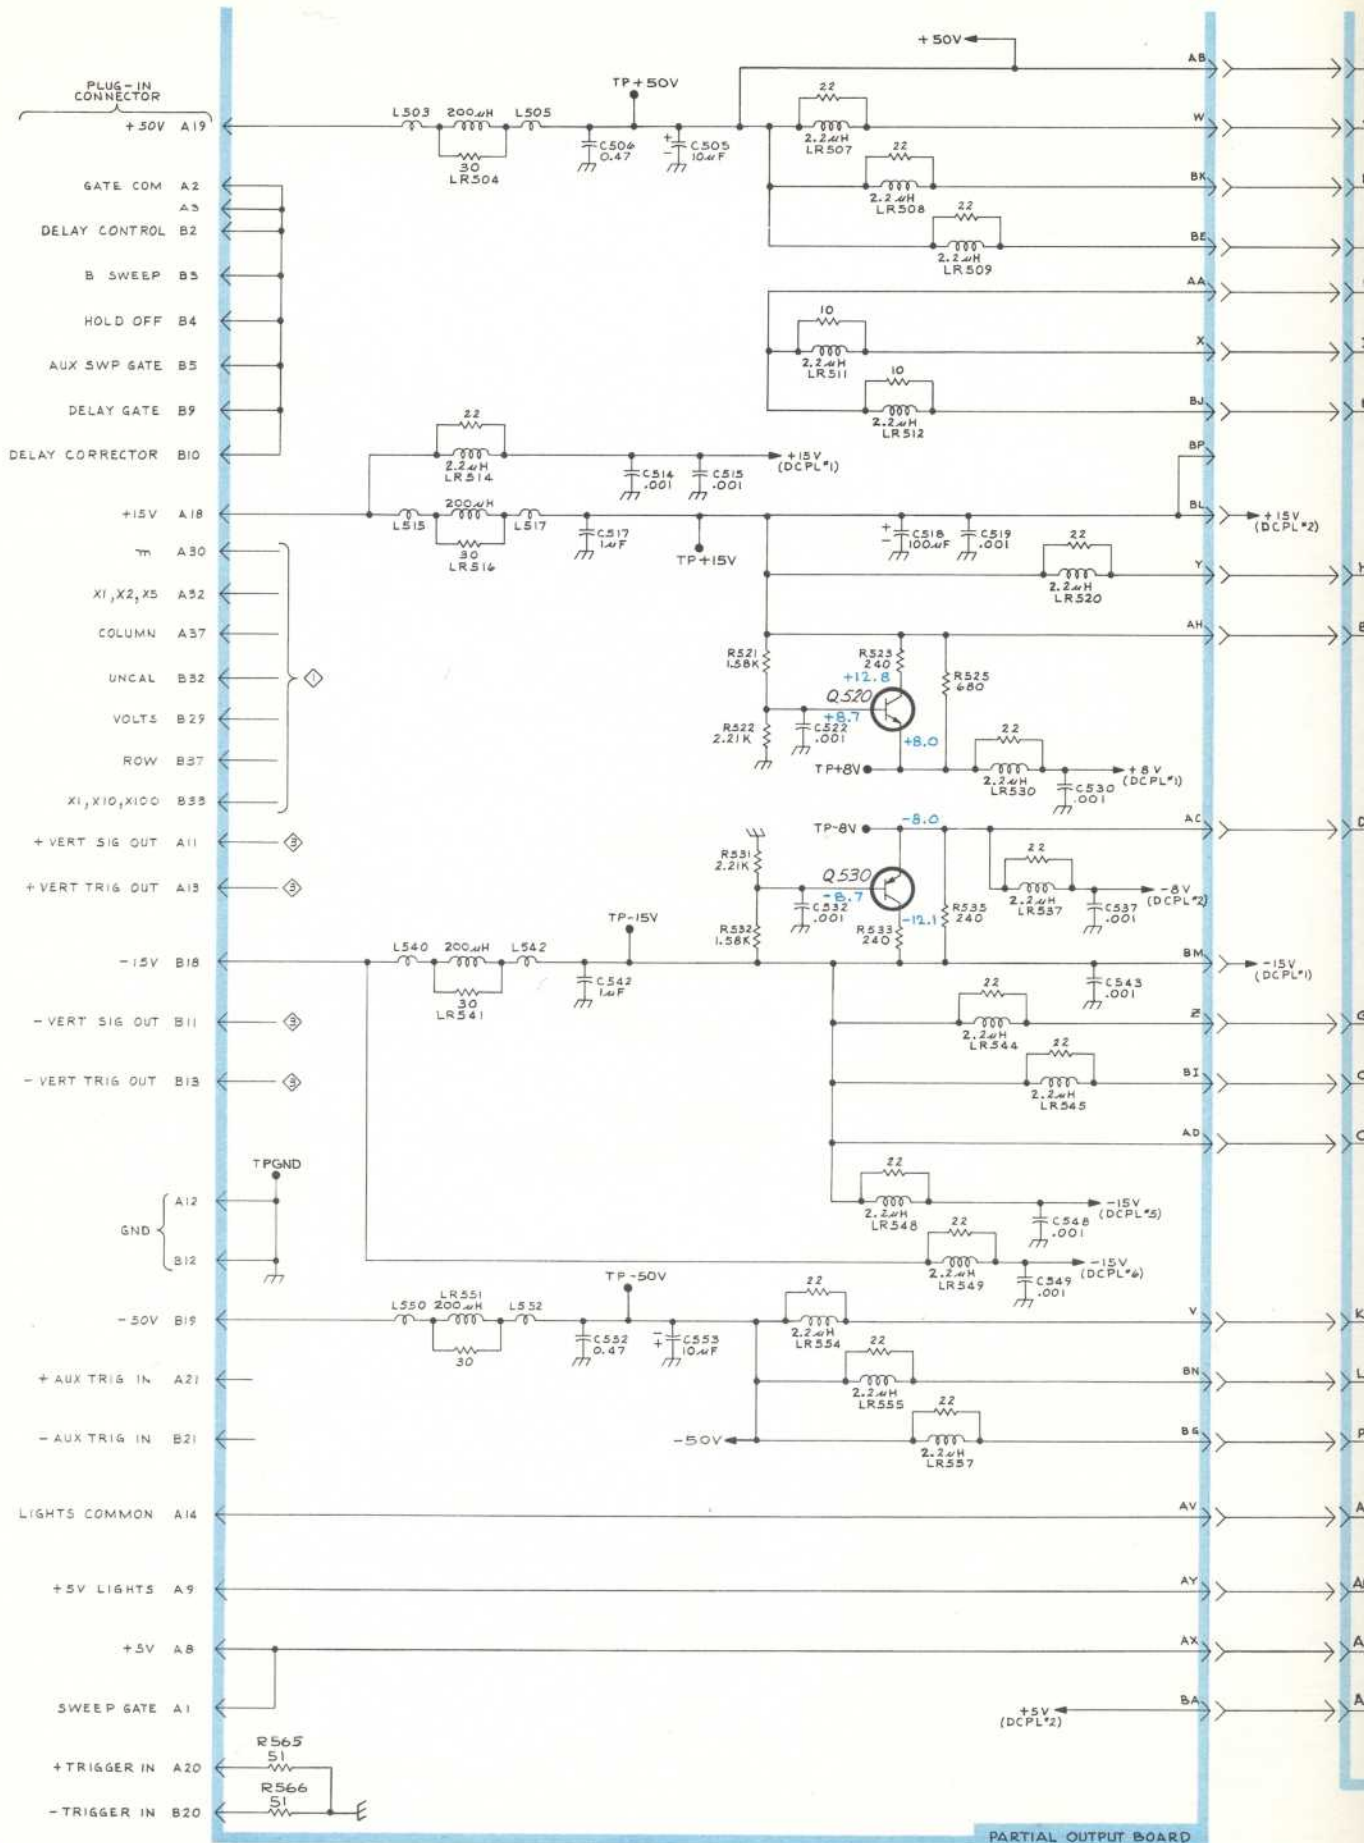 +50V
AB
PLUG-IN
CONNECTOR
TP+50V
22
L503 200µH L505
+50V A19
W
C506
0.47
+
-
C505
10µF
2.2µH
LR507
30
LR504
22
GATE COM A2
BK
A3
2.2µH
LR508
22
DELAY CONTROL B2
BE
2.2µH
LR509
B SWEEP B3
AA
10
HOLD OFF B4
X
2.2µH
LR511
AUX SWP GATE B5
10
DELAY GATE B9
BJ
22
2.2µH
LR512
BP
DELAY CORRECTOR B10
2.2µH
LR514
C514
.001
C515
.001
+15V
(DCPL#1)
200µH
+15V A18
BL
+15V
(DCPL#2)
L515
L517
C517
1µF
+
-
C518
100µF
C519
.001
22
30
LR516
TP+15V
m A30
Y
2.2µH
LR520
X1,X2,X5 A32
COLUMN A37
AH
R521
1.58K
R523
240
R525
680
+12.8
UNCAL B32
1
Q520
+8.7
VOLTS B29
R522
2.21K
C522
.001
22
+8.0
ROW B37
TP+8V
+8V
(DCPL#1)
2.2µH
LR530
C530
.001
X1,X10,X100 B33
-8.0
AC
TP-8V
+VERT SIG OUT A11
3
22
R531
2.21K
Q530
+VERT TRIG OUT A13
3
-8.7
-8V
(DCPL#2)
2.2µH
LR537
C537
.001
C532
.001
-12.1
R535
240
TP-15V
R532
1.58K
R533
240
L540 200µH L542
-15V B18
BM
-15V
(DCPL#1)
C542
1µF
C543
.001
30
LR541
22
-VERT SIG OUT B11
3
Z
2.2µH
LR544
22
-VERT TRIG OUT B13
3
BI
2.2µH
LR545
AD
TPGND
22
A12
-15V
(DCPL#5)
2.2µH
LR548
C548
.001
GND
22
B12
-15V
(DCPL#6)
TP-50V
2.2µH
LR549
C549
.001
22
LR551
L550 200µH L552
-50V B19
V
C552
0.47
-
+
C553
10µF
2.2µH
LR554
30
22
+AUX TRIG IN A21
BN
2.2µH
LR555
22
-AUX TRIG IN B21
-50V
BG
2.2µH
LR557
LIGHTS COMMON A14
AV
+5V LIGHTS A9
AY
+5V A8
AX
SWEEP GATE A1
BA
+5V
(DCPL#2)
R565
51
+TRIGGER IN A20
R566
51
-TRIGGER IN B20
PARTIAL OUTPUT BOARD